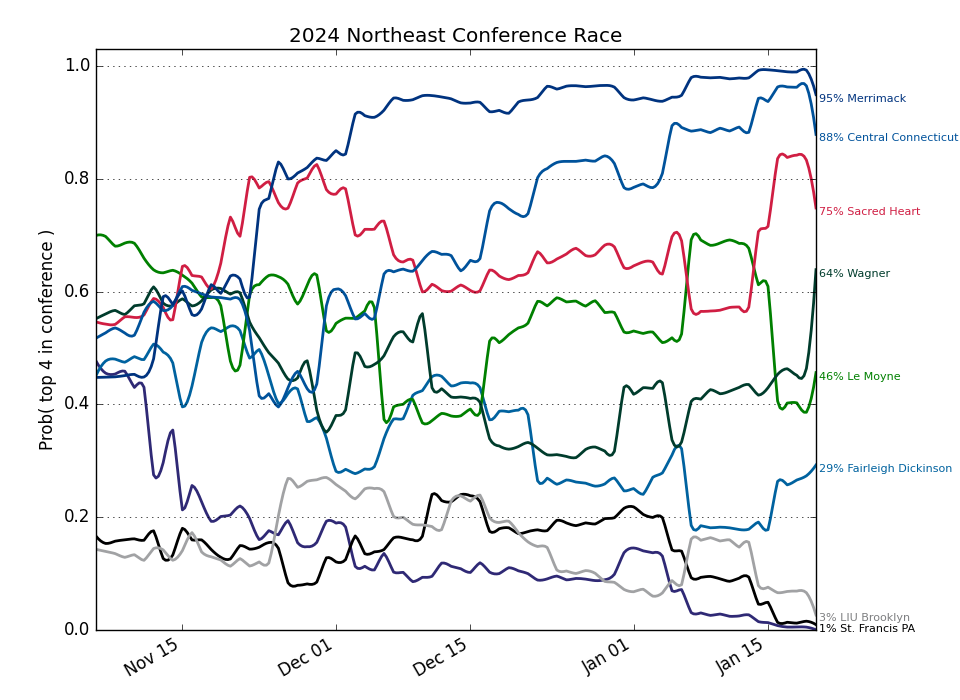 2024 Northeast Conference Race
Prob( top 4 in conference )
1.0
0.8
0.6
0.4
0.2
0.0
Nov 15
Dec 01
Dec 15
Jan 01
Jan 15
95% Merrimack
88% Central Connecticut
75% Sacred Heart
64% Wagner
46% Le Moyne
29% Fairleigh Dickinson
3% LIU Brooklyn
1% St. Francis PA